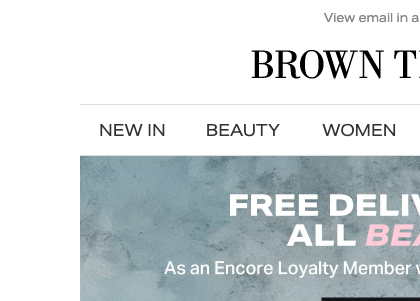 View email in a
BROWN T
NEW IN BEAUTY WOMEN
FREE DELIV
ALL BEA
As an Encore Loyalty Member